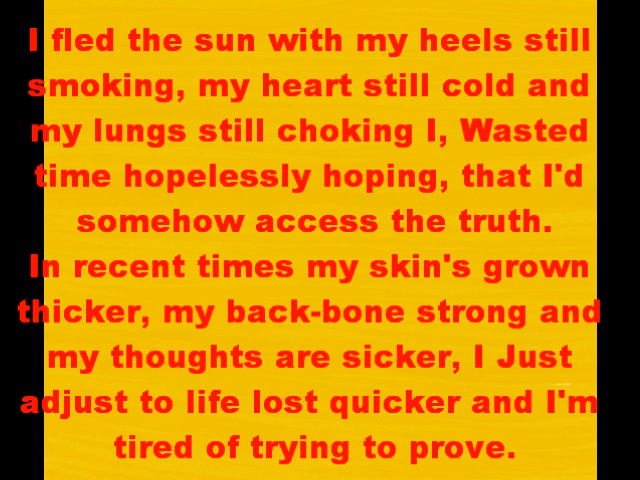 I fled the sun with my heels still
smoking, my heart still cold and
my lungs still choking I, Wasted
time hopelessly hoping, that I'd
somehow access the truth.
In recent times my skin's grown
thicker, my back-bone strong and
my thoughts are sicker, I Just
adjust to life lost quicker and I'm
tired of trying to prove.